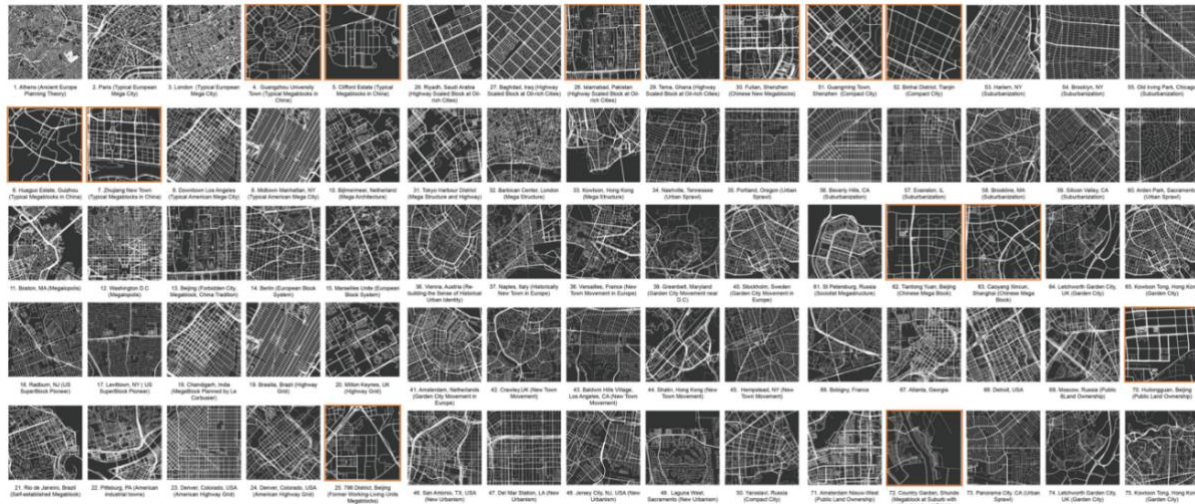 1. Athens (Ancient Europe
Planning Theory)
2. Paris (Typical European
Mega City)
3. London (Typical European
Mega City)
4. Guangzhou University
Town (Typical Megablocks in
China)
5. Clifford Estate (Typical
Megablocks in China)
26. Riyadh, Saudi Arabia
(Highway Scaled Block at Oil-
rich Cities)
27. Baghdad, Iraq (Highway
Scaled Block at Oil-rich
Cities)
28. Islamabad, Pakistan
(Highway Scaled Block at Oil-
rich Cities)
29. Tema, Ghana (Highway
Scaled Block at Oil-rich Cities)
30. Futian, Shenzhen
(Chinese New Megablocks)
51. Guangming Town,
Shenzhen (Compact City)
52. Binhai District, Tianjin
(Compact City)
53. Harlem, NY
(Suburbanization)
54. Brooklyn, NY
(Suburbanization)
55. Old Irving Park, Chicago
(Suburbanization)
6. Huaguo Estate, Guizhou
(Typical Megablocks in China)
7. Zhujiang New Town
(Typical Megablocks in China)
8. Downtown Los Angeles
(Typical American Mega City)
9. Midtown Manhattan, NY
(Typical American Mega City)
10. Bijlmermeer, Netherland
(Mega Architecture)
31. Tokyo Harbour District
(Mega Structure and Highway)
32. Barbican Center, London
(Mega Structure)
33. Kowloon, Hong Kong
(Mega Structure)
34. Nashville, Tennessee
(Urban Sprawl)
35. Portland, Oregon (Urban
Sprawl)
56. Beverly Hills, CA
(Suburbanization)
57. Evanston, IL
(Suburbanization)
58. Brookline, MA
(Suburbanization)
59. Silicon Valley, CA
(Suburbanization)
60. Arden Park, Sacramento
(Suburbanization)
11. Boston, MA (Megalopolis)
12. Washington D.C
(Megalopolis)
13. Beijing (Forbidden City,
Megablock, China Tradition)
14. Berlin (European Block
System)
15. Marseilles Unite (European
Block System)
36. Vienna, Austria (Re-
building the Sense of Historical
Urban Identity)
37. Naples, Italy (Historically
New Town in Europe)
38. Versailles, France (New
Town Movement in Europe)
39. Greenbelt, Maryland
(Garden City Movement near
D.C)
40. Stockholm, Sweden
(Garden City Movement in
Europe)
61. St Petersburg, Russia
(Socialist Megastructure)
62. Tiantong Yuan, Beijing
(Chinese Mega Block)
63. Caoyang Xincun,
Shanghai (Chinese Mega
Block)
64. Letchworth Garden City,
UK (Garden City)
65. Kowloon Tong, Hong Kong
(Garden City)
16. Radburn, NJ (US
SuperBlock Pioneer)
17. Levittown, NY ( US
SuperBlock Pioneer)
18. Chandigarh, India
(MegaBlock Planned by Le
Corbusier)
19. Brasilia, Brazil (Highway
Grid)
20. Milton Keynes, UK
(Highway Grid)
41. Amsterdam, Netherlands
(Garden City Movement in
Europe)
42. Crawley,UK (New Town
Movement)
43. Baldwin Hills Village,
Los Angeles, CA (New Town
Movement)
44. Shatin, Hong Kong (New
Town Movement)
45. Hempstead, NY (New
Town Movement)
66. Bobigny, France
67. Atlanta, Georgia
68. Detroit, USA
69. Moscow, Russia (Public
Land Ownership)
70. Huilongguan, Beijing
(Public Land Ownership)
21. Rio de Janeiro, Brazil
(Self-established Megablock)
22. Pittsburg, PA (American
industrial towns)
23. Denver, Colorado, USA
(American Highway Grid)
24. Denver, Colorado, USA
(American Highway Grid)
25. 798 District, Beijing
(Former Working-Living Units
Megablocks)
46. San Antonio, TX, USA
(New Urbanism)
47. Del Mar Station, LA (New
Urbanism)
48. Jersey City, NJ, USA (New
Urbanism)
49. Laguna West,
Sacramento (New Urbanism)
50. Yaroslavl, Russia
(Compact City)
71. Amsterdam Nieuw-West
(Public Land Ownership)
72. Country Garden, Shunde
(Megablock at Suburb with
73. Panorama City, CA (Urban
Sprawl)
74. Letchworth Garden City,
UK (Garden City)
75. Kowloon Tong, Hong Kong
(Garden City)